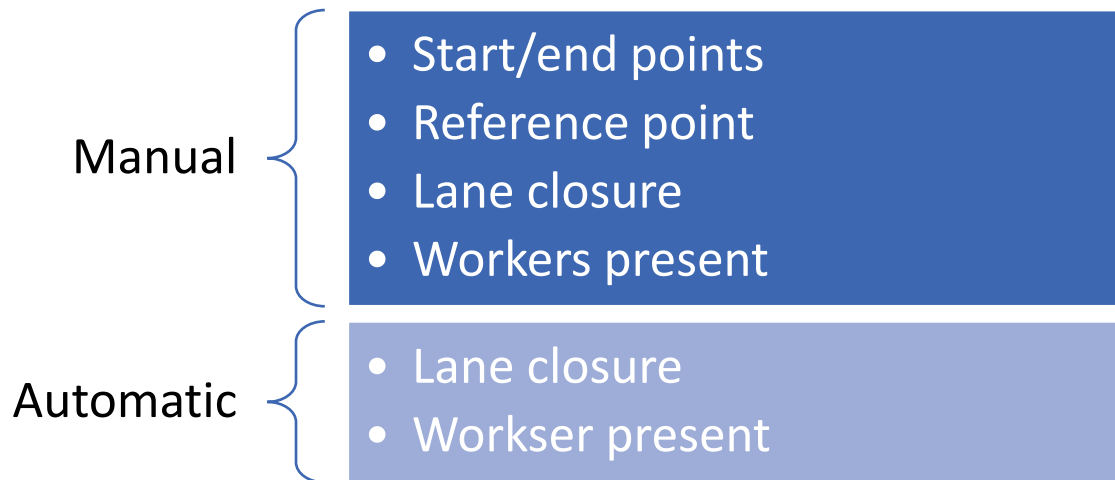 Manual
• Start/end points
• Reference point
• Lane closure
• Workers present
Automatic
• Lane closure
• Workser present